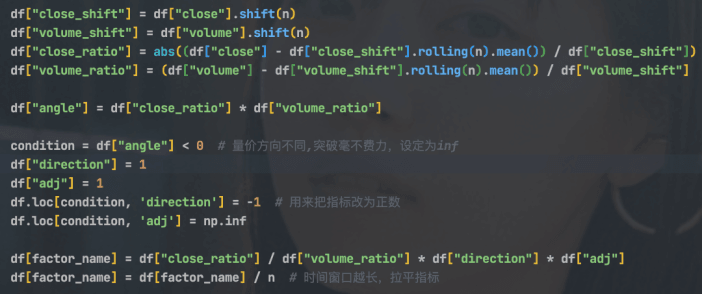 df["close_shift"] = df["close"].shift(n)
df["volume_shift"] = df["volume"].shift(n)
df["close_ratio"] = abs((df["close"] - df["close_shift"].rolling(n).mean()) / df["close_shift"])
df["volume_ratio"] = (df["volume"] - df["volume_shift"].rolling(n).mean()) / df["volume_shift"]
df["angle"] = df["close_ratio"] * df["volume_ratio"]
condition = df["angle"] < 0  # 量价方向不同,突破毫不费力，设定为inf
df["direction"] = 1
df["adj"] = 1
df.loc[condition, 'direction'] = -1  # 用来把指标改为正数
df.loc[condition, 'adj'] = np.inf
df[factor_name] = df["close_ratio"] / df["volume_ratio"] * df["direction"] * df["adj"]
df[factor_name] = df[factor_name] / n  # 时间窗口越长，拉平指标